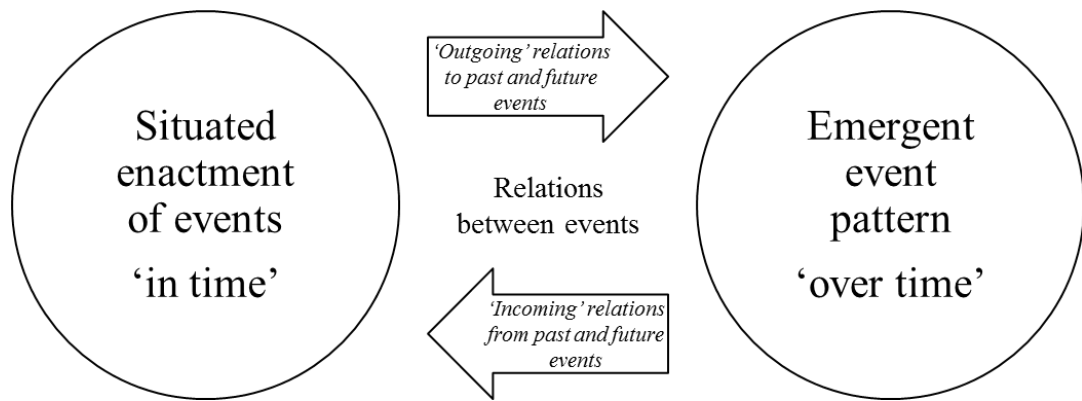 Situated
enactment
of events
‘in time’
‘Outgoing’ relations
to past and future
events
Relations
between events
‘Incoming’ relations
from past and future
events
Emergent
event
pattern
‘over time’